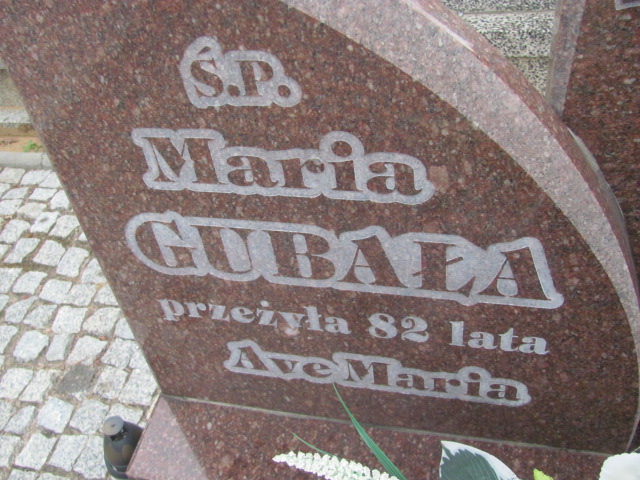 Ś.P.
Maria
GUBAŁA
przeżyła 82 lata
Ave Maria